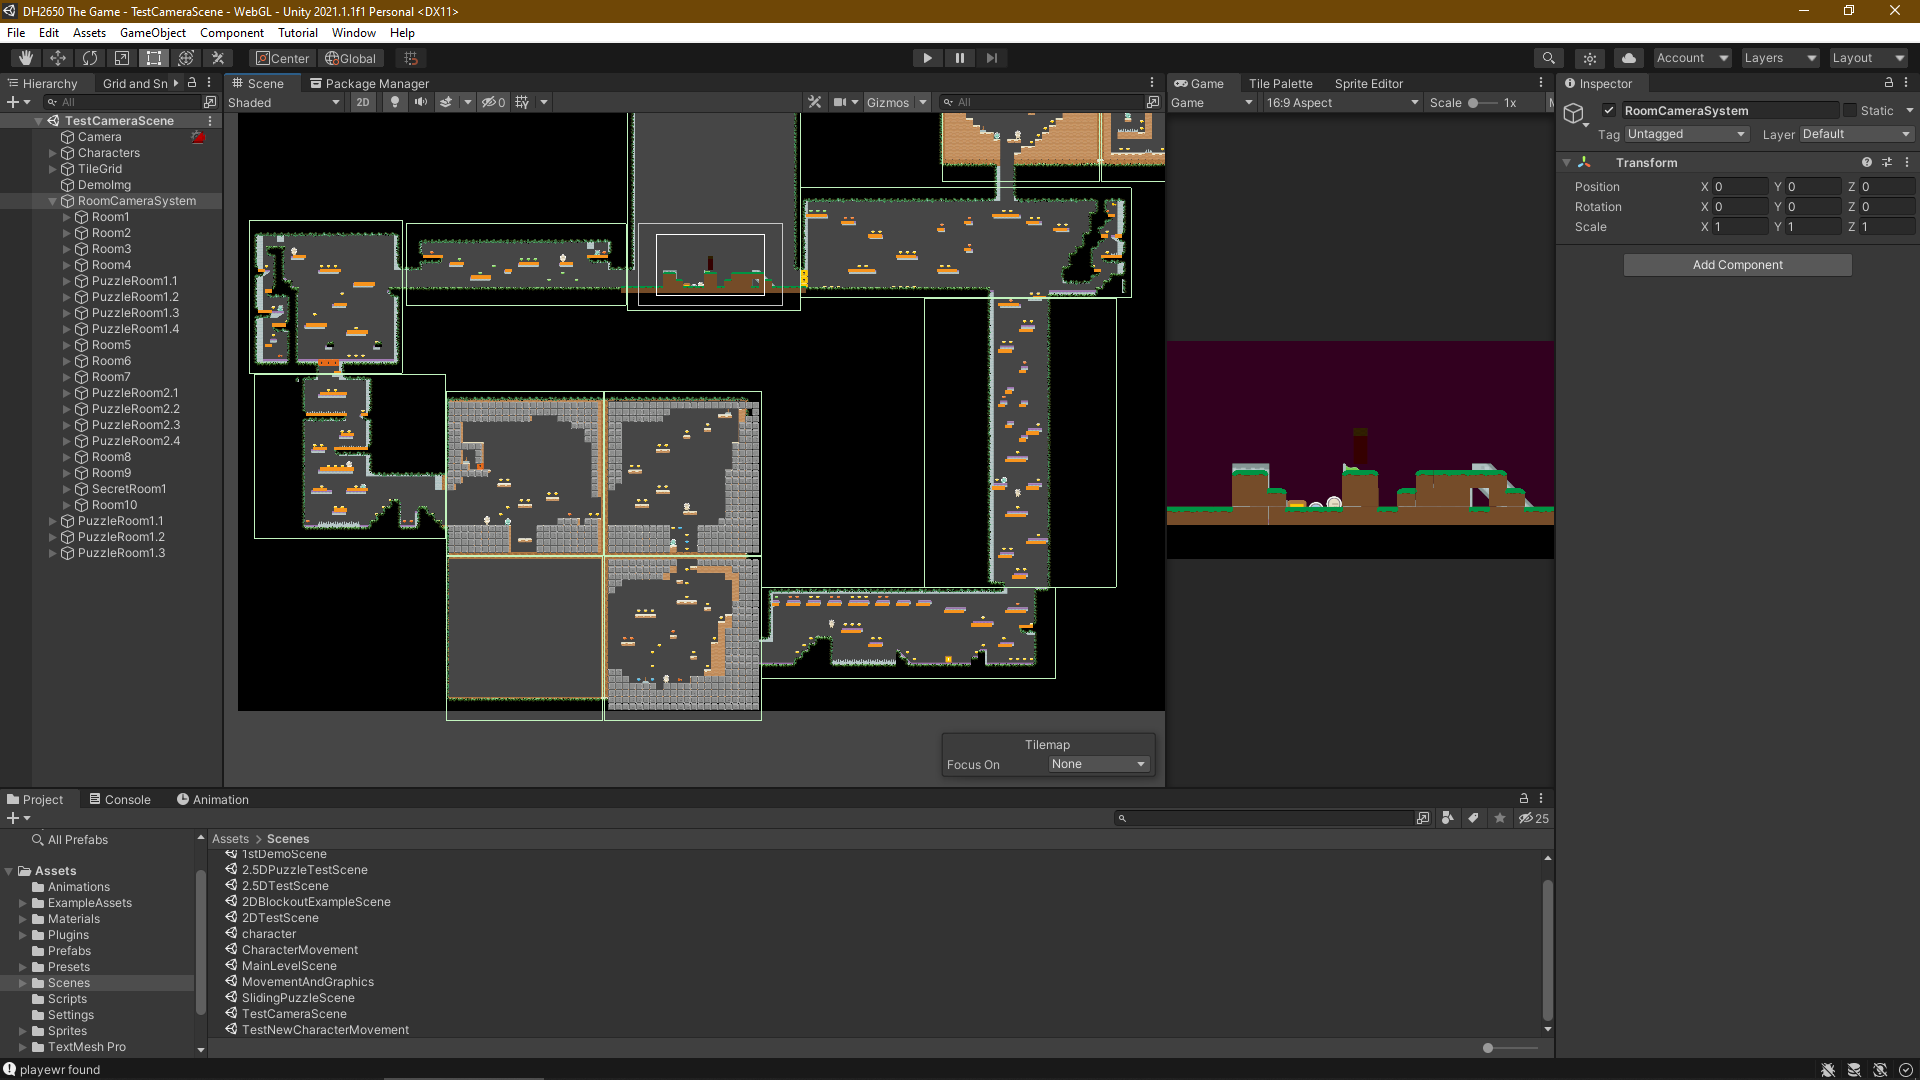 DH2650 The Game - TestCameraScene - WebGL - Unity 2021.1.1f1 Personal <DX11>
File Edit Assets GameObject Component Tutorial Window Help
Center Global Account Layers Layout
Hierarchy Grid and Sn Scene Package Manager Game Tile Palette Sprite Editor Inspector
All Shaded 2D 0 Gizmos All Game 16:9 Aspect Scale 1x M
RoomCameraSystem Static
Tag Untagged Layer Default
Transform
Position X 0 Y 0 Z 0
Rotation X 0 Y 0 Z 0
Scale X 1 Y 1 Z 1
Add Component
TestCameraScene
Camera
Characters
TileGrid
DemoImg
RoomCameraSystem
Room1
Room2
Room3
Room4
PuzzleRoom1.1
PuzzleRoom1.2
PuzzleRoom1.3
PuzzleRoom1.4
Room5
Room6
Room7
PuzzleRoom2.1
PuzzleRoom2.2
PuzzleRoom2.3
PuzzleRoom2.4
Room8
Room9
SecretRoom1
Room10
PuzzleRoom1.1
PuzzleRoom1.2
PuzzleRoom1.3
Tilemap
Focus On None
Project Console Animation
25
All Prefabs
Assets
Animations
ExampleAssets
Materials
Plugins
Prefabs
Presets
Scenes
Scripts
Settings
Sprites
TextMesh Pro
Assets > Scenes
1stDemoScene
2.5DPuzzleTestScene
2.5DTestScene
2DBlockoutExampleScene
2DTestScene
character
CharacterMovement
MainLevelScene
MovementAndGraphics
SlidingPuzzleScene
TestCameraScene
TestNewCharacterMovement
playewr found